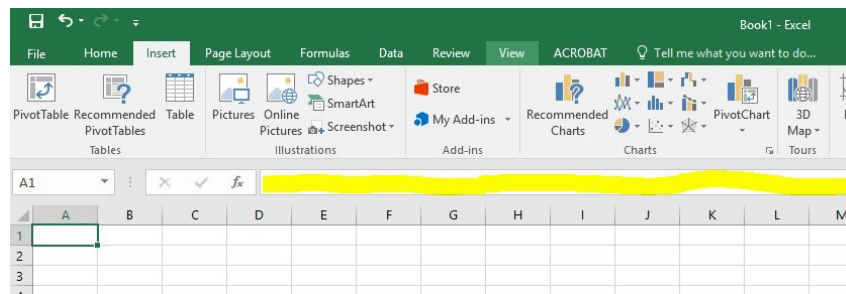 Book1 - Excel
File Home Insert Page Layout Formulas Data Review View ACROBAT Tell me what you want to do...
PivotTable Recommended PivotTables Table Pictures Online Pictures Shapes SmartArt Screenshot Store My Add-ins Recommended Charts PivotChart 3D Map
Tables Illustrations Add-ins Charts Tours
A1 fx
A B C D E F G H I J K L M
1
2
3